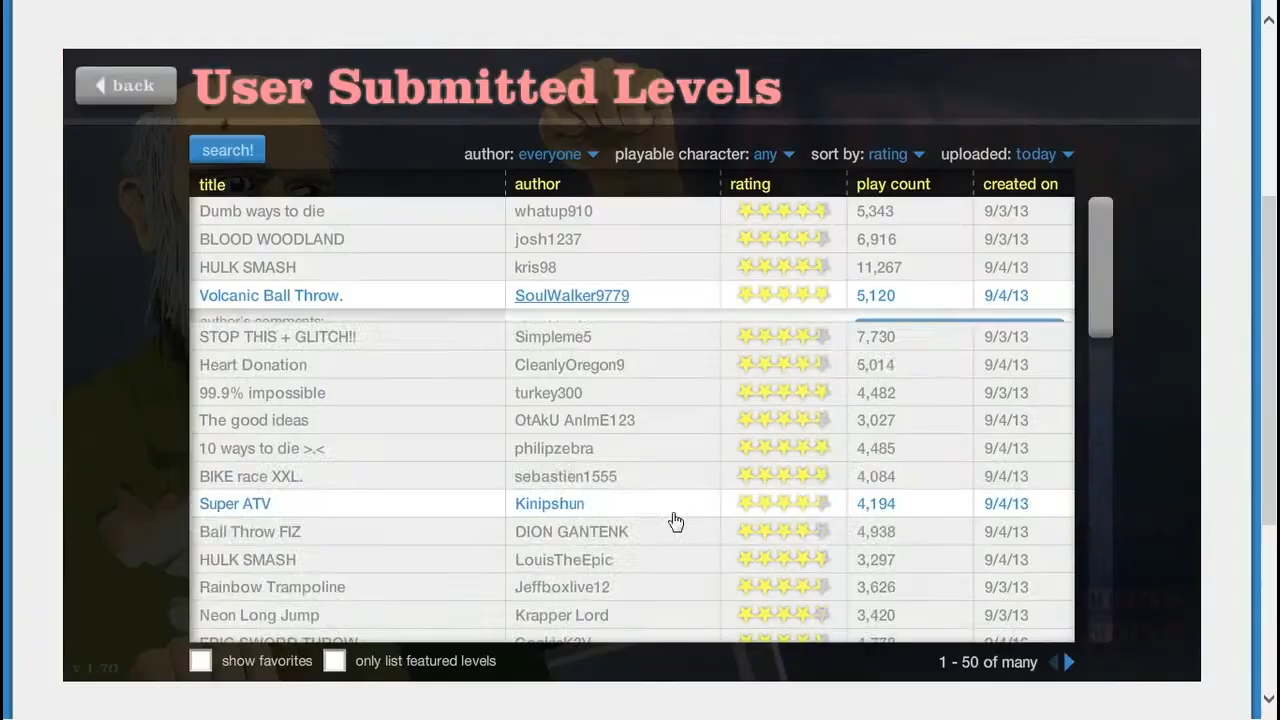 back
User Submitted Levels
search!
author: everyone playable character: any sort by: rating uploaded: today
title author rating play count created on
Dumb ways to die whatup910 5,343 9/3/13
BLOOD WOODLAND josh1237 6,916 9/3/13
HULK SMASH kris98 11,267 9/4/13
Volcanic Ball Throw. SoulWalker9779 5,120 9/4/13
author's comments:
STOP THIS + GLITCH!! Simpleme5 7,730 9/3/13
Heart Donation CleanlyOregon9 5,014 9/4/13
99.9% impossible turkey300 4,482 9/3/13
The good ideas OtAkU AnImE123 3,027 9/4/13
10 ways to die >.< philipzebra 4,485 9/4/13
BIKE race XXL. sebastien1555 4,084 9/4/13
Super ATV Kinipshun 4,194 9/4/13
Ball Throw FIZ DION GANTENK 4,938 9/4/13
HULK SMASH LouisTheEpic 3,297 9/4/13
Rainbow Trampoline Jeffboxlive12 3,626 9/3/13
Neon Long Jump Krapper Lord 3,420 9/3/13
EPIC SWORD THROW
show favorites only list featured levels 1 - 50 of many
v 1.70